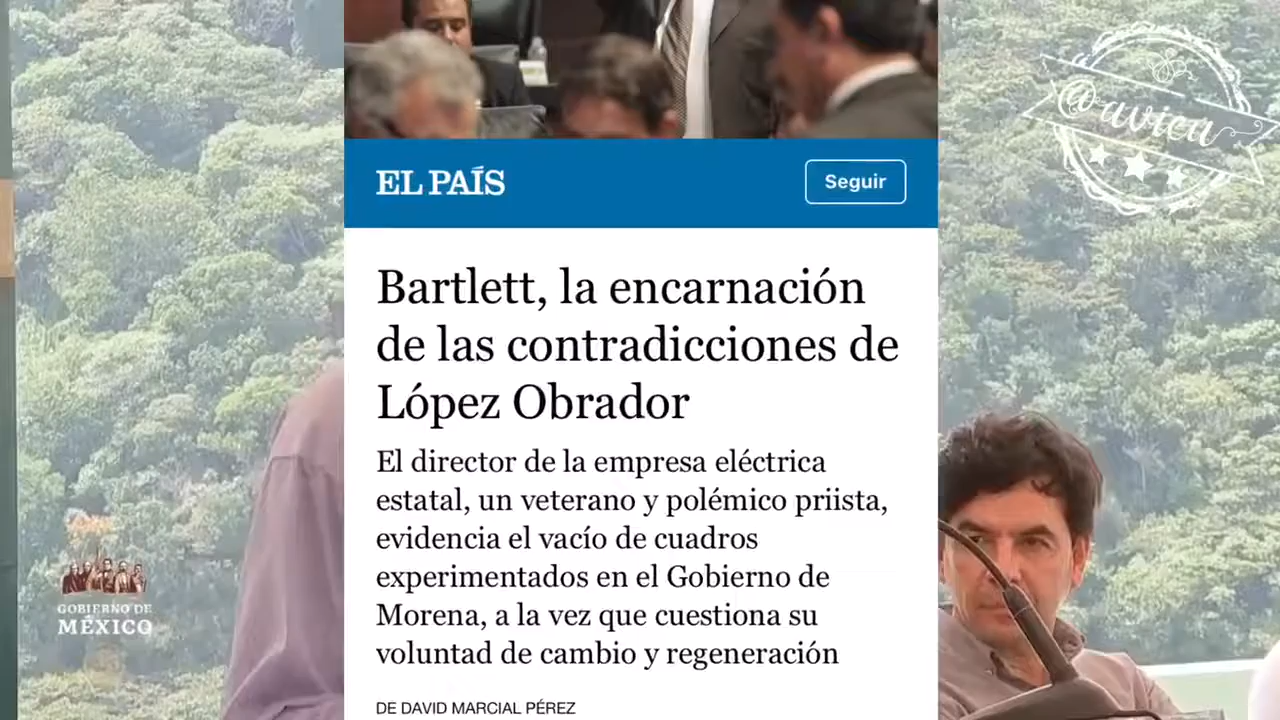 @avica
EL PAÍS
Seguir
Bartlett, la encarnación
de las contradicciones de
López Obrador
El director de la empresa eléctrica
estatal, un veterano y polémico priista,
evidencia el vacío de cuadros
experimentados en el Gobierno de
Morena, a la vez que cuestiona su
voluntad de cambio y regeneración
DE DAVID MARCIAL PÉREZ
GOBIERNO DE
MÉXICO